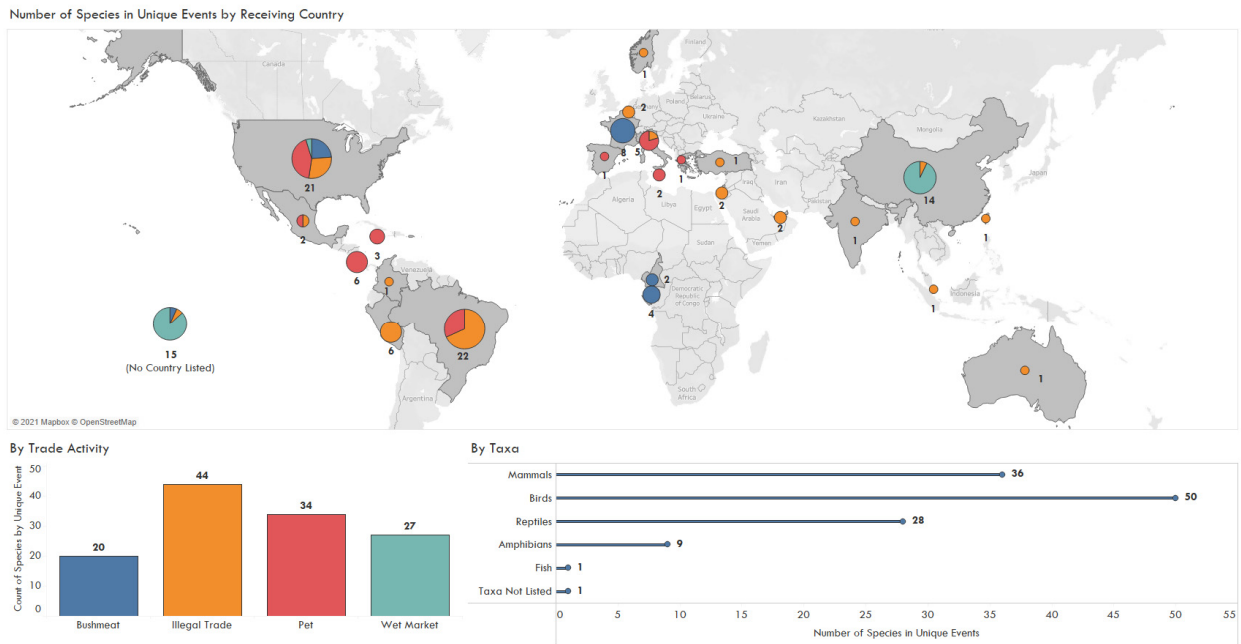 Number of Species in Unique Events by Receiving Country
Finland
Canada
1
Poland
Belarus
2
Ukraine
Kazakhstan
Mongolia
8
5
1
1
1
Japan
21
14
2
2
Iraq
Iran
Algeria
Libya
Egypt
Saudi
Arabia
Pakistan
2
1
1
2
3
Sudan
Yemen
6
Venezuela
1
2
Democratic
Republic
of Congo
4
Indonesia
1
6
22
15
(No Country Listed)
1
South
Africa
Argentina
© 2021 Mapbox © OpenStreetMap
By Trade Activity
Count of Species by Unique Event
50
40
30
20
10
0
20
44
34
27
Bushmeat
Illegal Trade
Pet
Wet Market
By Taxa
Mammals
36
Birds
50
Reptiles
28
Amphibians
9
Fish
1
Taxa Not Listed
1
0
5
10
15
20
25
30
35
40
45
50
55
Number of Species in Unique Events